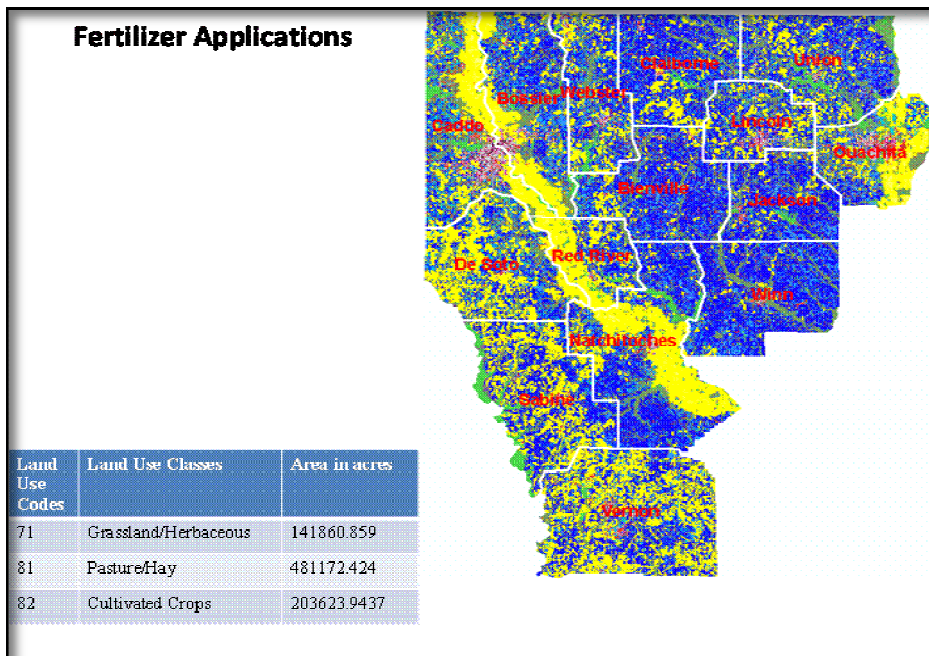 Fertilizer Applications
Claiborne
Union
Bossier
Webster
Caddo
Lincoln
Ouachita
Bienville
Jackson
Red River
De Soto
Winn
Natchitoches
Sabine
Vernon
Land Use Codes
Land Use Classes
Area in acres
71
Grassland/Herbaceous
141860.859
81
Pasture/Hay
481172.424
82
Cultivated Crops
203623.9437